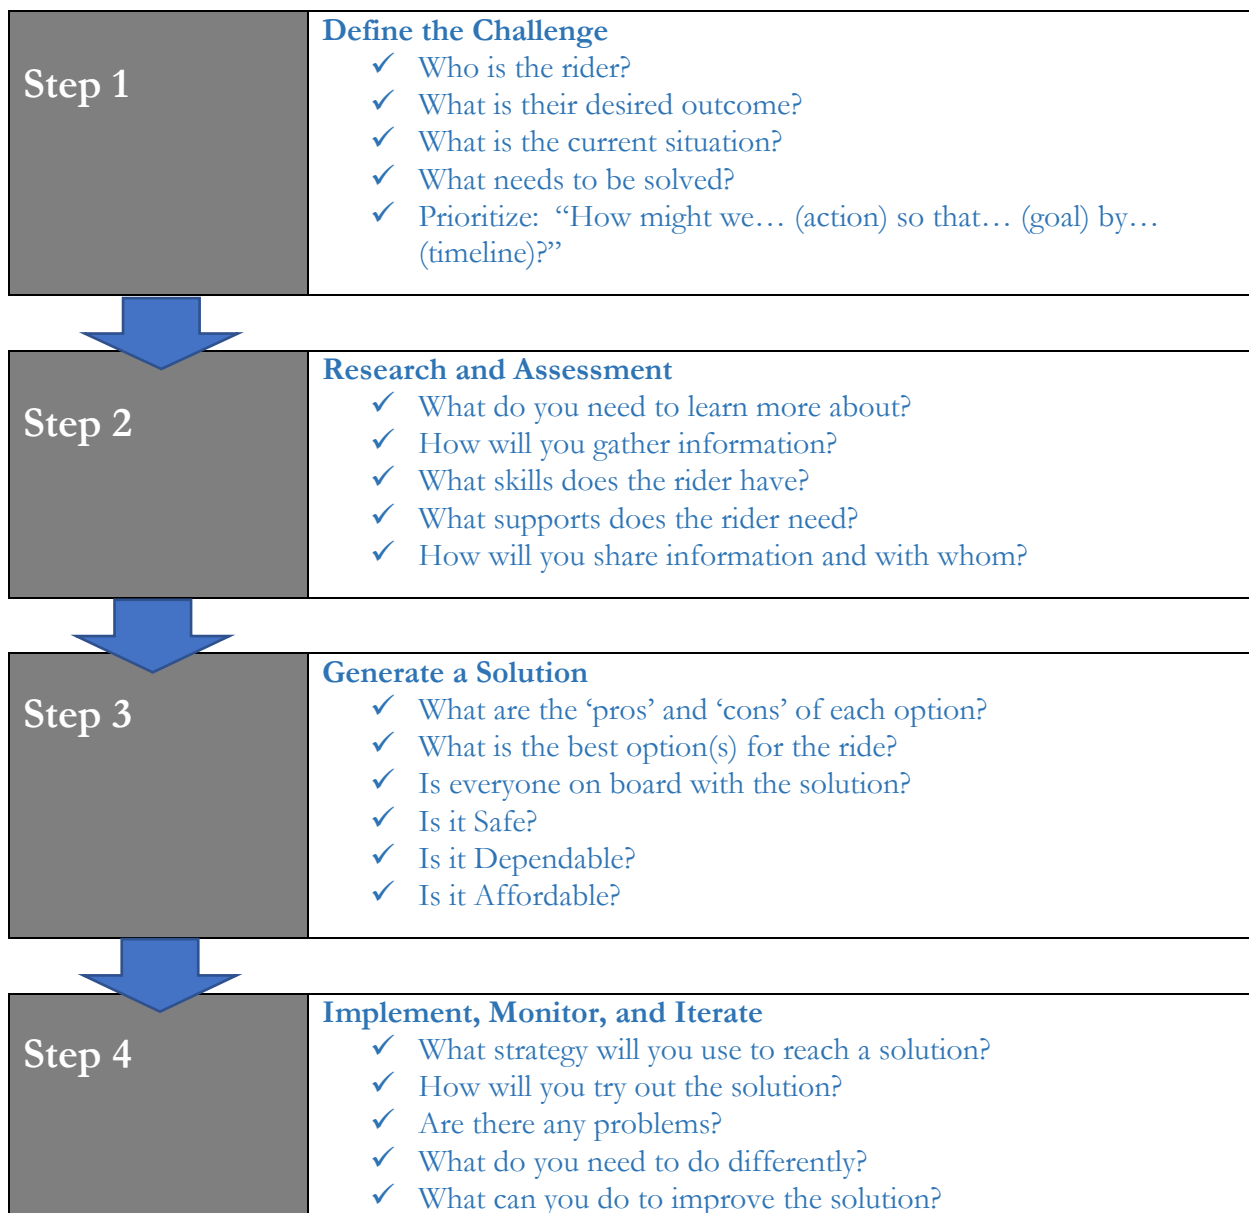 Step 1
Define the Challenge
✓ Who is the rider?
✓ What is their desired outcome?
✓ What is the current situation?
✓ What needs to be solved?
✓ Prioritize:  “How might we… (action) so that… (goal) by…
(timeline)?”
Step 2
Research and Assessment
✓ What do you need to learn more about?
✓ How will you gather information?
✓ What skills does the rider have?
✓ What supports does the rider need?
✓ How will you share information and with whom?
Step 3
Generate a Solution
✓ What are the ‘pros’ and ‘cons’ of each option?
✓ What is the best option(s) for the ride?
✓ Is everyone on board with the solution?
✓ Is it Safe?
✓ Is it Dependable?
✓ Is it Affordable?
Step 4
Implement, Monitor, and Iterate
✓ What strategy will you use to reach a solution?
✓ How will you try out the solution?
✓ Are there any problems?
✓ What do you need to do differently?
✓ What can you do to improve the solution?